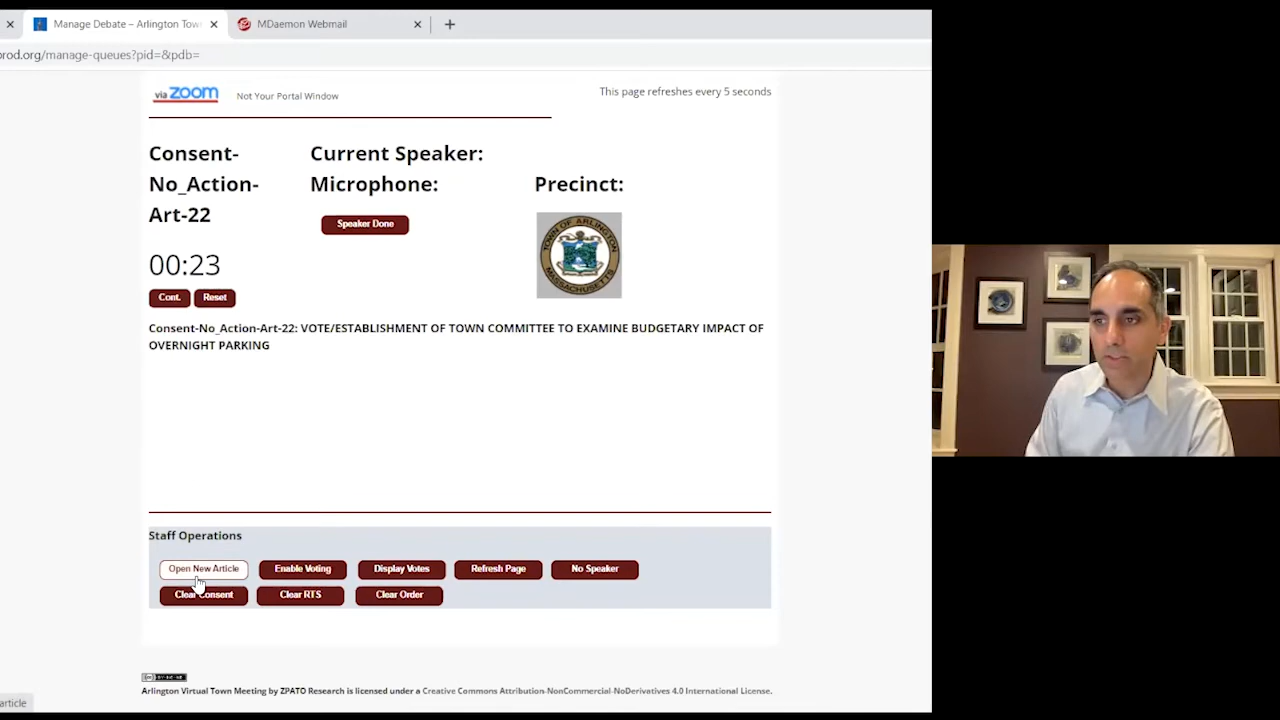 Manage Debate – Arlington Tow
MDaemon Webmail
prod.org/manage-queues?pid=&pdb=
via zoom
Not Your Portal Window
This page refreshes every 5 seconds
Consent-
No_Action-
Art-22
Current Speaker:
Microphone:
Precinct:
Speaker Done
TOWN OF ARLINGTON
MASSACHUSETTS
00:23
Cont.
Reset
Consent-No_Action-Art-22: VOTE/ESTABLISHMENT OF TOWN COMMITTEE TO EXAMINE BUDGETARY IMPACT OF
OVERNIGHT PARKING
Staff Operations
Open New Article
Enable Voting
Display Votes
Refresh Page
No Speaker
Clear Consent
Clear RTS
Clear Order
Arlington Virtual Town Meeting by ZPATO Research is licensed under a Creative Commons Attribution-NonCommercial-NoDerivatives 4.0 International License.
article